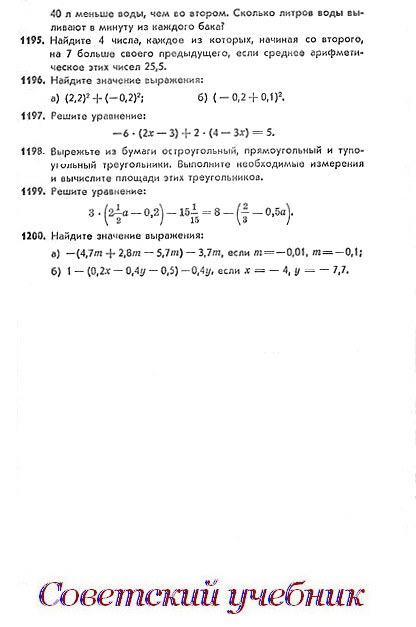 40 л меньше воды, чем во втором. Сколько литров воды вы-
ливают в минуту из каждого бака?
1195. Найдите 4 числа, каждое из которых, начиная со второго,
на 7 больше своего предыдущего, если среднее арифмети-
ческое этих чисел 25,5.
1196. Найдите значение выражения:
а) (2,2)² + (−0,2)²; б) (− 0,2 + 0,1)².
1197. Решите уравнение:
−6 · (2x − 3) + 2 · (4 − 3x) = 5.
1198. Вырежьте из бумаги остроугольный, прямоугольный и тупо-
угольный треугольники. Выполните необходимые измерения
и вычислите площади этих треугольников.
1199. Решите уравнение:
3 · (2 1/2 a − 0,2) − 15 1/15 = 8 − (2/3 − 0,5a).
1200. Найдите значение выражения:
а) −(4,7m + 2,8m − 5,7m) − 3,7m, если m=−0,01, m=−0,1;
б) 1 − (0,2x − 0,4y − 0,5) −0,4y, если x = − 4, y = − 7,7.
Советский учебник